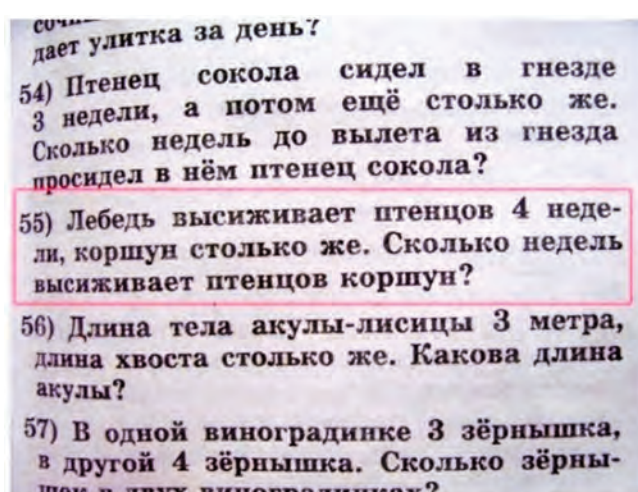 дает улитка за день?
54) Птенец сокола сидел в гнезде
3 недели, а потом ещё столько же.
Сколько недель до вылета из гнезда
просидел в нём птенец сокола?
55) Лебедь высиживает птенцов 4 неде-
ли, коршун столько же. Сколько недель
высиживает птенцов коршун?
56) Длина тела акулы-лисицы 3 метра,
длина хвоста столько же. Какова длина
акулы?
57) В одной виноградинке 3 зёрнышка,
в другой 4 зёрнышка. Сколько зёрны-
шек в двух виноградинках?